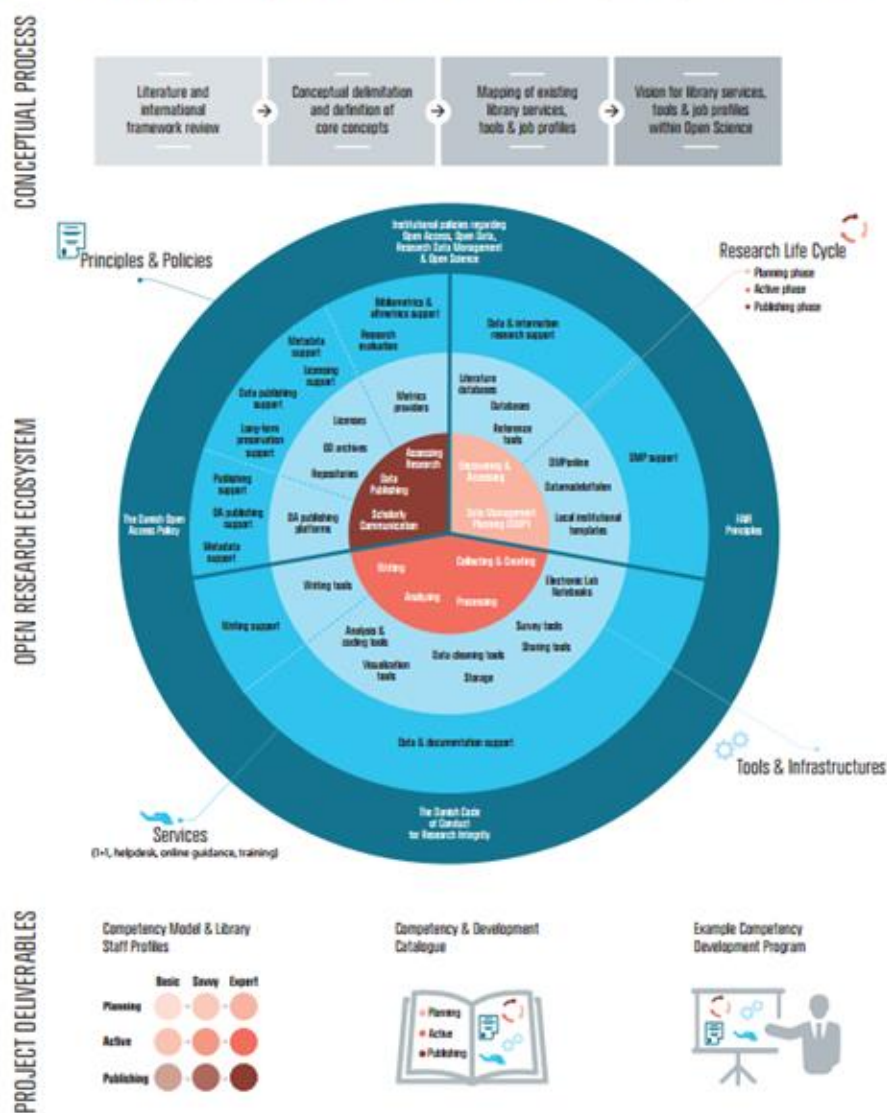 CONCEPTUAL PROCESS
Literature and
international
framework review
Conceptual delimitation
and definition of
core concepts
Mapping of existing
library services,
tools & job profiles
Vision for library services,
tools & job profiles
within Open Science
OPEN RESEARCH ECOSYSTEM
Principles & Policies
Research Life Cycle
Planning phase
Active phase
Publishing phase
Institutional policies regarding
Open Access, Open Data,
Research Data Management
& Open Science
The Danish Open
Access Policy
FAIR
Principles
The Danish Code
of Conduct
for Research Integrity
Bibliometrics &
altmetrics support
Research
evaluation
Metadata
support
Licensing
support
Data publishing
support
Long-term
preservation
support
Publishing
support
OA publishing
support
Metadata
support
Data & information
research support
DMP support
Writing support
Data & documentation support
Metrics
providers
Licenses
Repositories
OA publishing
platforms
Literature
databases
Databases
Reference
tools
DMPonline
Local institutional
templates
Electronic Lab
Notebooks
Survey tools
Sharing tools
Data cleaning tools
Storage
Writing tools
Analysis &
coding tools
Visualization
tools
Assessing
Research
Data
Publishing
Scholarly
Communication
Discovering &
Accessing
Data Management
Planning (DMP)
Writing
Collecting & Creating
Analyzing
Processing
Services
(1-1, helpdesk, online guidance, training)
Tools & Infrastructures
PROJECT DELIVERABLES
Competency Model & Library
Staff Profiles
Basic Savvy Expert
Planning
Active
Publishing
Competency & Development
Catalogue
Planning
Active
Publishing
Example Competency
Development Program